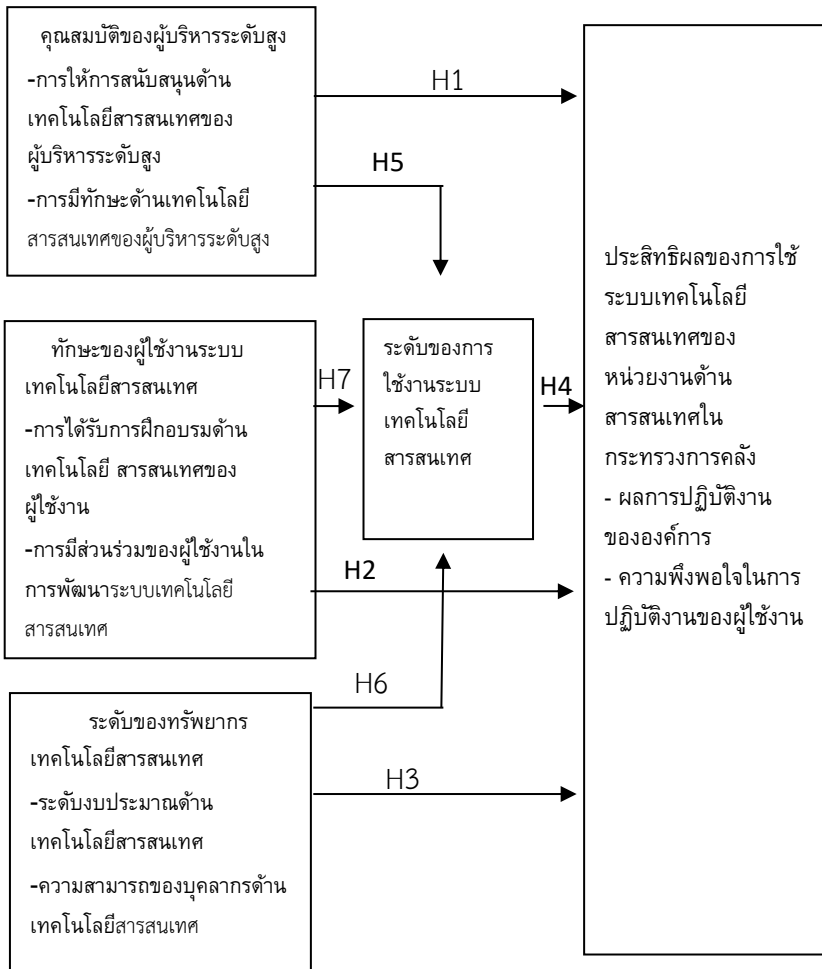 คุณสมบัติของผู้บริหารระดับสูง
-การให้การสนับสนุนด้าน
เทคโนโลยีสารสนเทศของ
ผู้บริหารระดับสูง
-การมีทักษะด้านเทคโนโลยี
สารสนเทศของผู้บริหารระดับสูง
H1
H5
ทักษะของผู้ใช้งานระบบ
เทคโนโลยีสารสนเทศ
-การได้รับการฝึกอบรมด้าน
เทคโนโลยี สารสนเทศของ
ผู้ใช้งาน
-การมีส่วนร่วมของผู้ใช้งานใน
การพัฒนาระบบเทคโนโลยี
สารสนเทศ
H7
ระดับของการ
ใช้งานระบบ
เทคโนโลยี
สารสนเทศ
H4
H2
ระดับของทรัพยากร
เทคโนโลยีสารสนเทศ
-ระดับงบประมาณด้าน
เทคโนโลยีสารสนเทศ
-ความสามารถของบุคลากรด้าน
เทคโนโลยีสารสนเทศ
H6
H3
ประสิทธิผลของการใช้
ระบบเทคโนโลยี
สารสนเทศของ
หน่วยงานด้าน
สารสนเทศใน
กระทรวงการคลัง
- ผลการปฏิบัติงาน
ขององค์การ
- ความพึงพอใจในการ
ปฏิบัติงานของผู้ใช้งาน